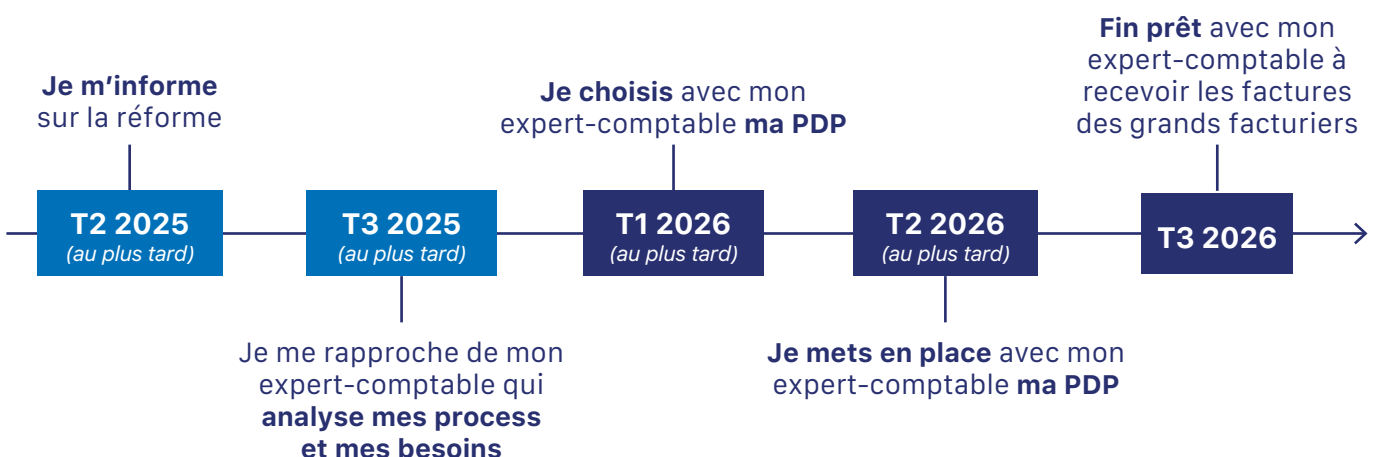 Je m'informe
sur la réforme
T2 2025
(au plus tard)
T3 2025
(au plus tard)
Je me rapproche de mon
expert-comptable qui
analyse mes process
et mes besoins
Je choisis avec mon
expert-comptable ma PDP
T1 2026
(au plus tard)
T2 2026
(au plus tard)
Je mets en place avec mon
expert-comptable ma PDP
Fin prêt avec mon
expert-comptable à
recevoir les factures
des grands facturiers
T3 2026